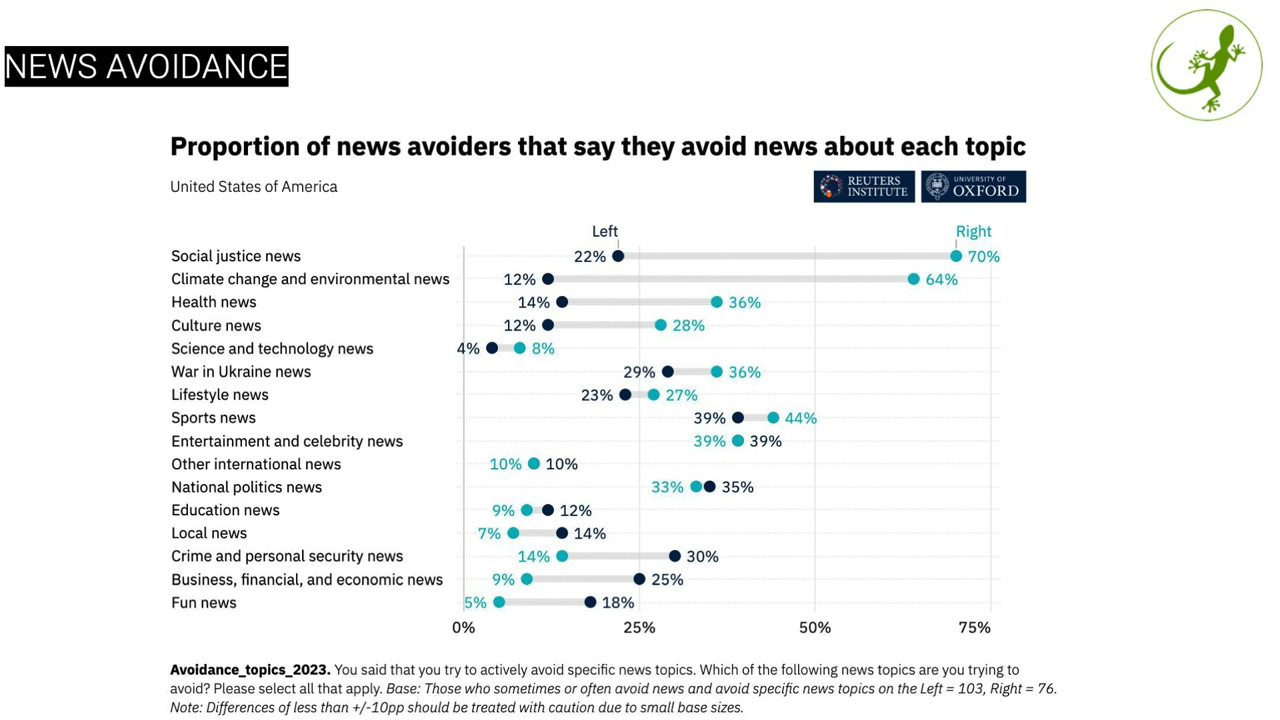 NEWS AVOIDANCE
Proportion of news avoiders that say they avoid news about each topic
United States of America
REUTERS INSTITUTE
UNIVERSITY OF OXFORD
Left Right
Social justice news 22% 70%
Climate change and environmental news 12% 64%
Health news 14% 36%
Culture news 12% 28%
Science and technology news 4% 8%
War in Ukraine news 29% 36%
Lifestyle news 23% 27%
Sports news 39% 44%
Entertainment and celebrity news 39% 39%
Other international news 10% 10%
National politics news 33% 35%
Education news 9% 12%
Local news 7% 14%
Crime and personal security news 14% 30%
Business, financial, and economic news 9% 25%
Fun news 5% 18%
0% 25% 50% 75%
Avoidance_topics_2023. You said that you try to actively avoid specific news topics. Which of the following news topics are you trying to
avoid? Please select all that apply. Base: Those who sometimes or often avoid news and avoid specific news topics on the Left = 103, Right = 76.
Note: Differences of less than +/-10pp should be treated with caution due to small base sizes.